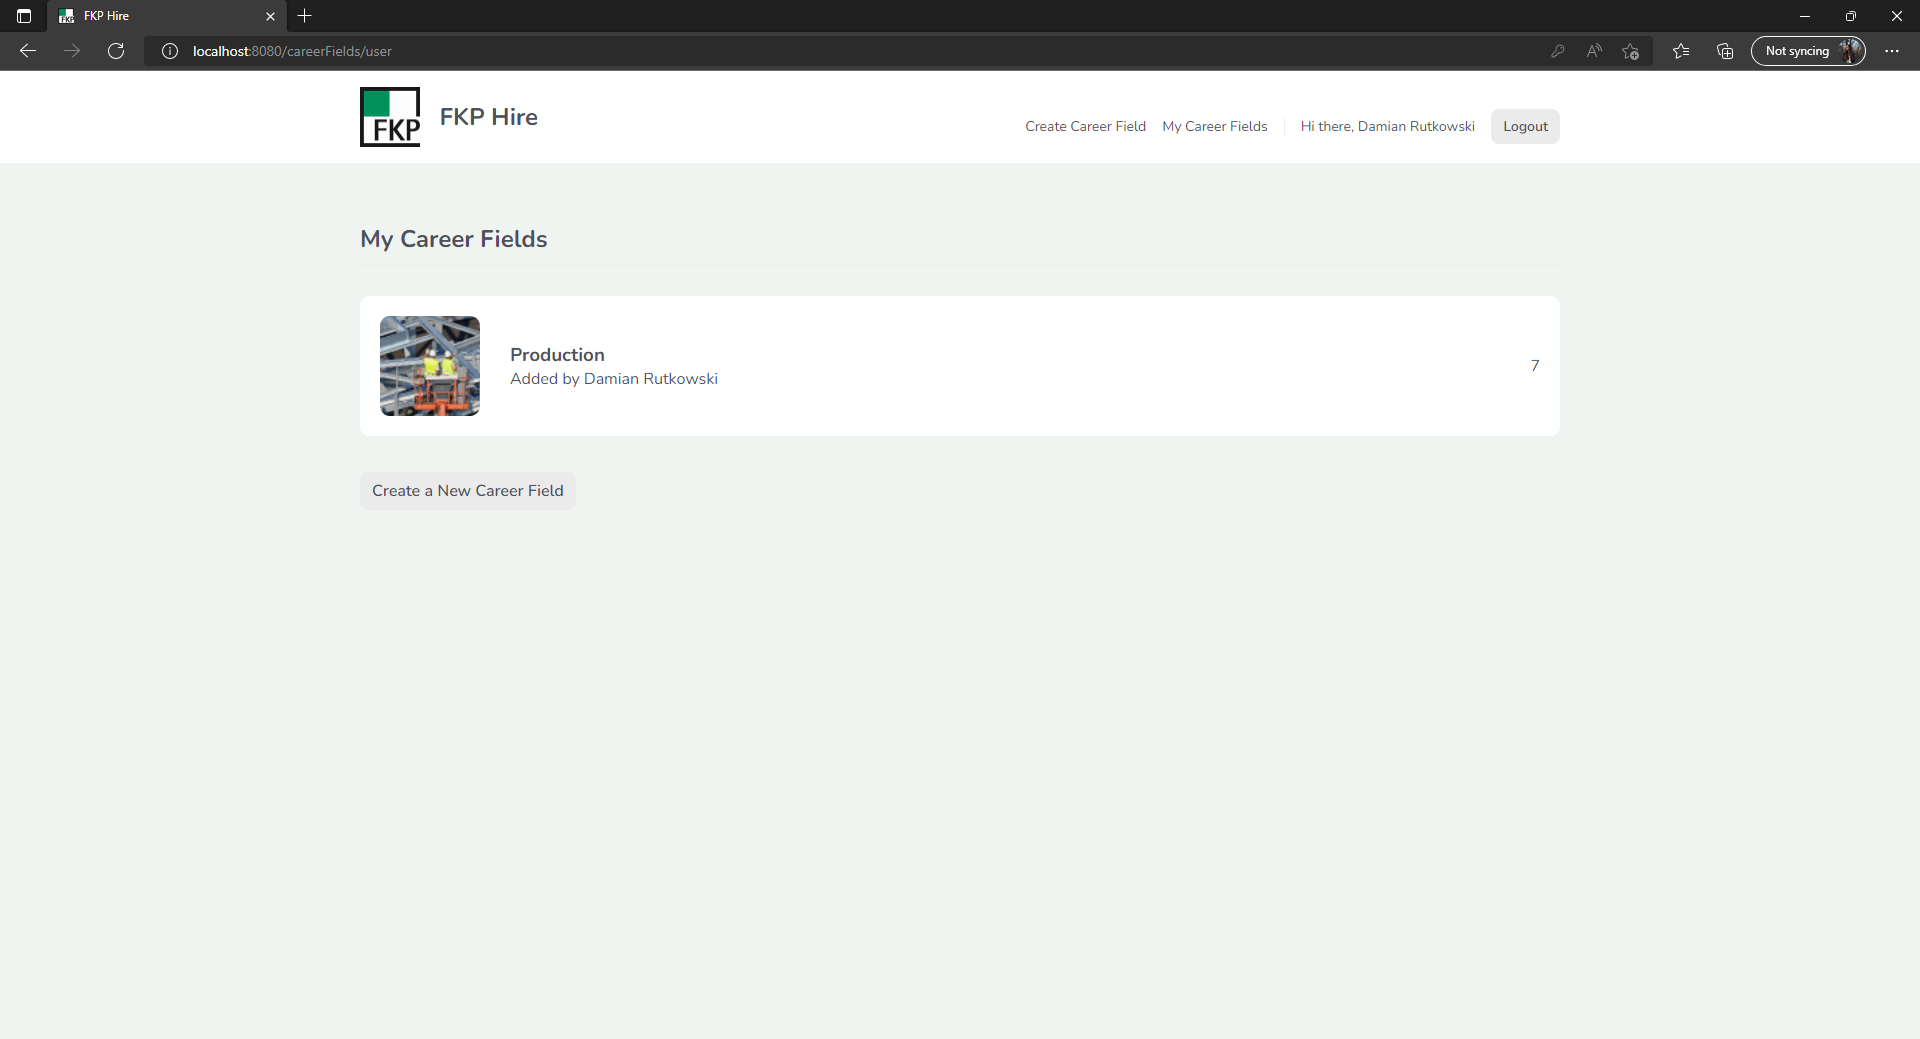 FKP Hire
localhost:8080/careerFields/user
Not syncing
FKP
FKP Hire
Create Career Field
My Career Fields
Hi there, Damian Rutkowski
Logout
My Career Fields
Production
Added by Damian Rutkowski
7
Create a New Career Field